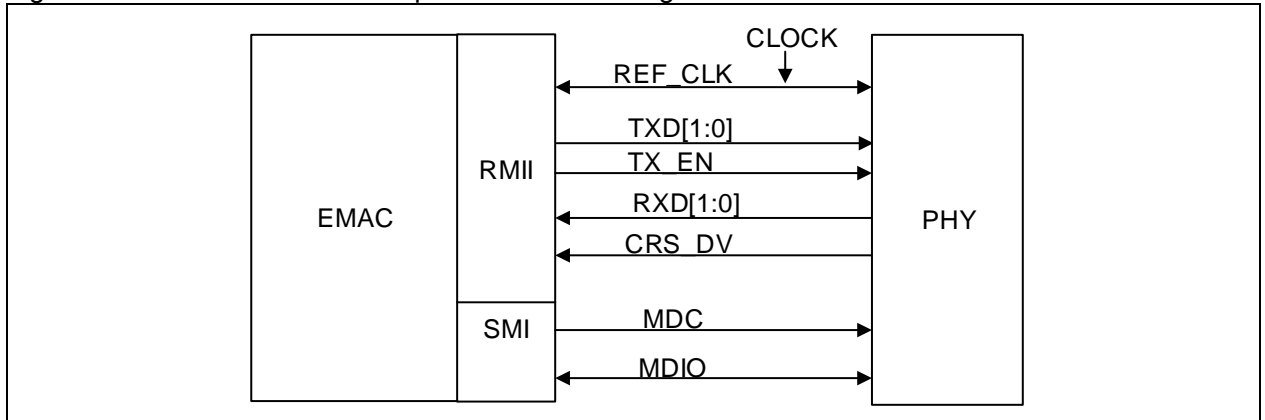 CLOCK
REF_CLK
TXD[1:0]
TX_EN
RMII
RXD[1:0]
EMAC
PHY
CRS_DV
SMI
MDC
MDIO